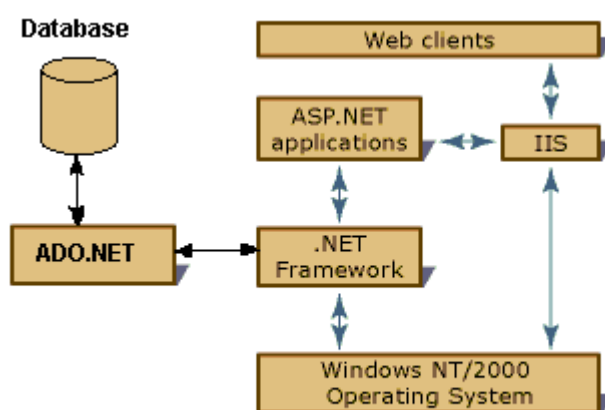 Database
Web clients
ASP.NET
applications
IIS
ADO.NET
.NET
Framework
Windows NT/2000
Operating System